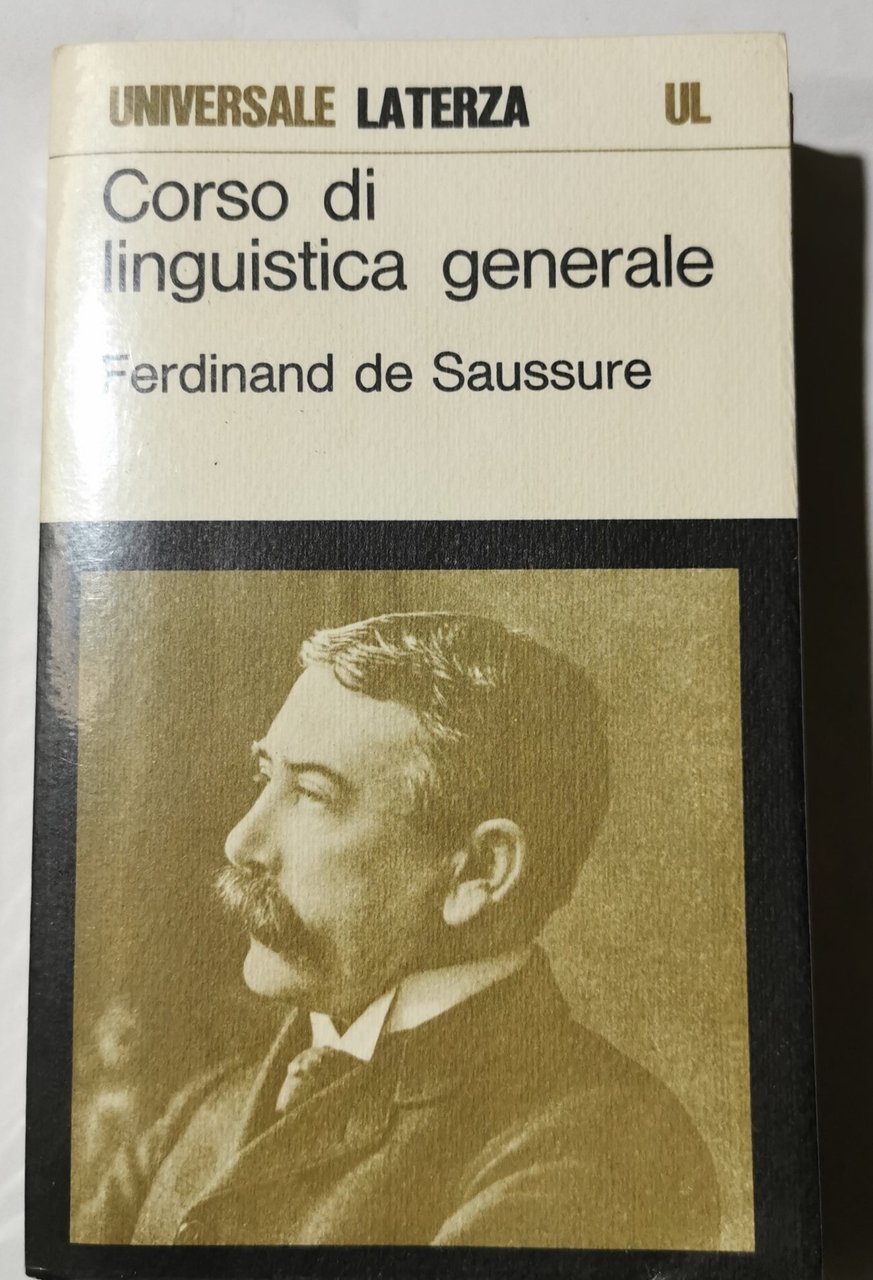 UNIVERSALE LATERZA UL
Corso di
linguistica generale
Ferdinand de Saussure